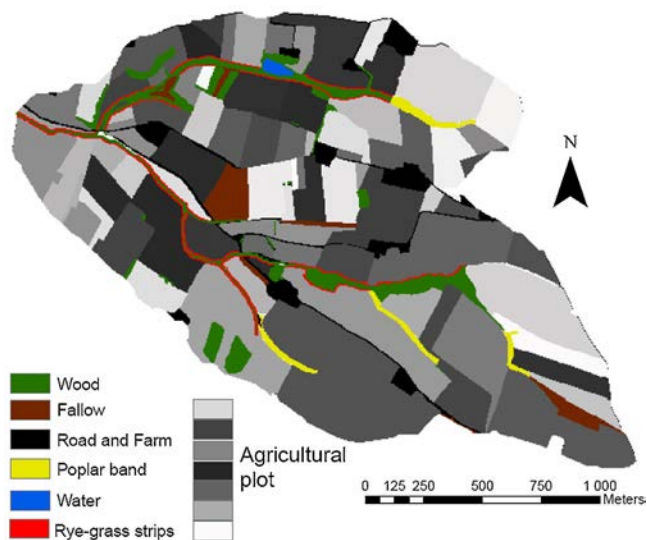 N
Wood
Fallow
Road and Farm
Poplar band
Water
Rye-grass strips
Agricultural
plot
0 125 250 500 750 1 000
Meters